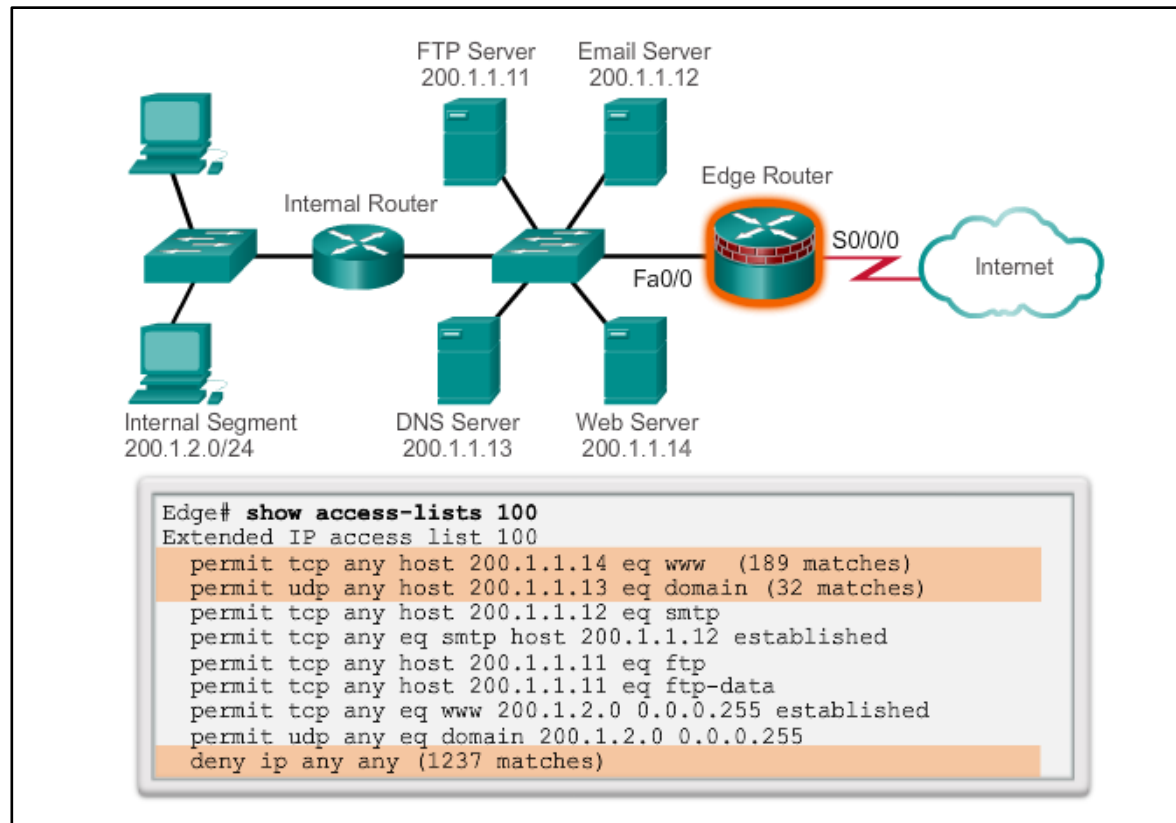 FTP Server
200.1.1.11
Email Server
200.1.1.12
Edge Router
Internal Router
S0/0/0
Internet
Fa0/0
Internal Segment
200.1.2.0/24
DNS Server
200.1.1.13
Web Server
200.1.1.14
Edge# show access-lists 100
Extended IP access list 100
permit tcp any host 200.1.1.14 eq www (189 matches)
permit udp any host 200.1.1.13 eq domain (32 matches)
permit tcp any host 200.1.1.12 eq smtp
permit tcp any eq smtp host 200.1.1.12 established
permit tcp any host 200.1.1.11 eq ftp
permit tcp any host 200.1.1.11 eq ftp-data
permit tcp any eq www 200.1.2.0 0.0.0.255 established
permit udp any eq domain 200.1.2.0 0.0.0.255
deny ip any any (1237 matches)